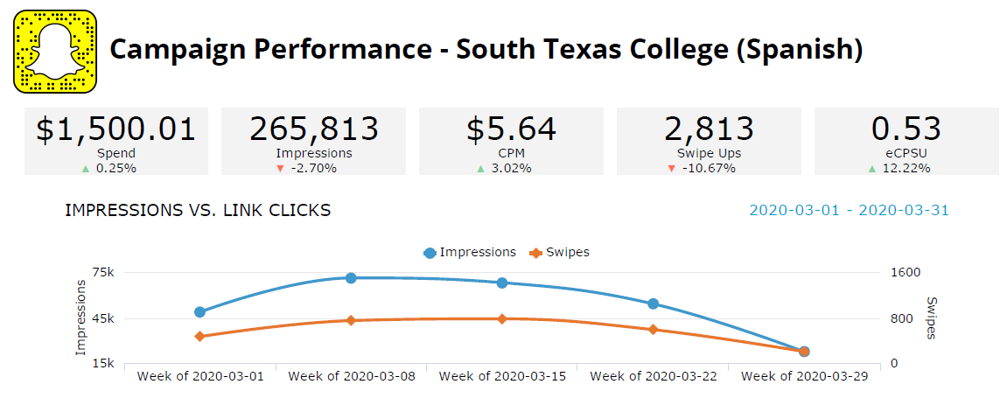 Campaign Performance - South Texas College (Spanish)
$1,500.01 265,813 $5.64 2,813 0.53
Spend Impressions CPM Swipe Ups eCPSU
▲ 0.25% ▼ -2.70% ▲ 3.02% ▼ -10.67% ▲ 12.22%
IMPRESSIONS VS. LINK CLICKS 2020-03-01 - 2020-03-31
Impressions Swipes
75k 1600
45k 800
15k 0
Impressions
Swipes
Week of 2020-03-01 Week of 2020-03-08 Week of 2020-03-15 Week of 2020-03-22 Week of 2020-03-29